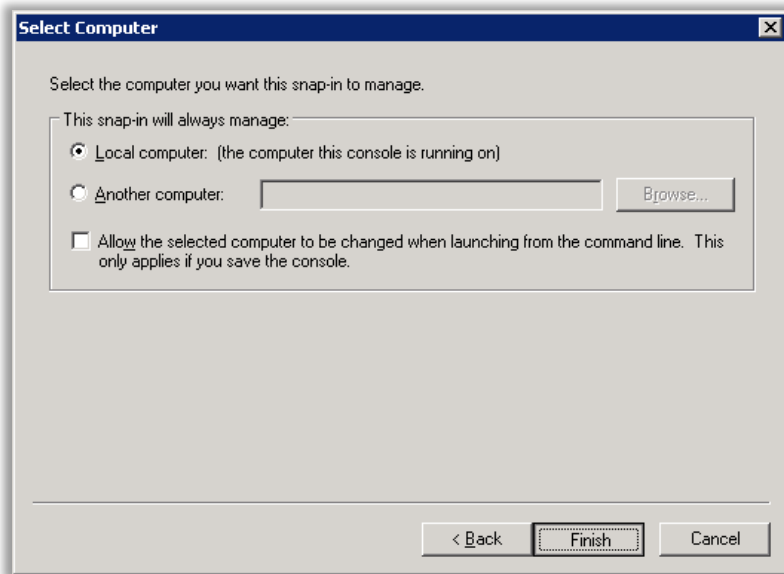 Select Computer
Select the computer you want this snap-in to manage.
This snap-in will always manage:
Local computer: (the computer this console is running on)
Another computer:
Browse...
Allow the selected computer to be changed when launching from the command line. This
only applies if you save the console.
< Back
Finish
Cancel